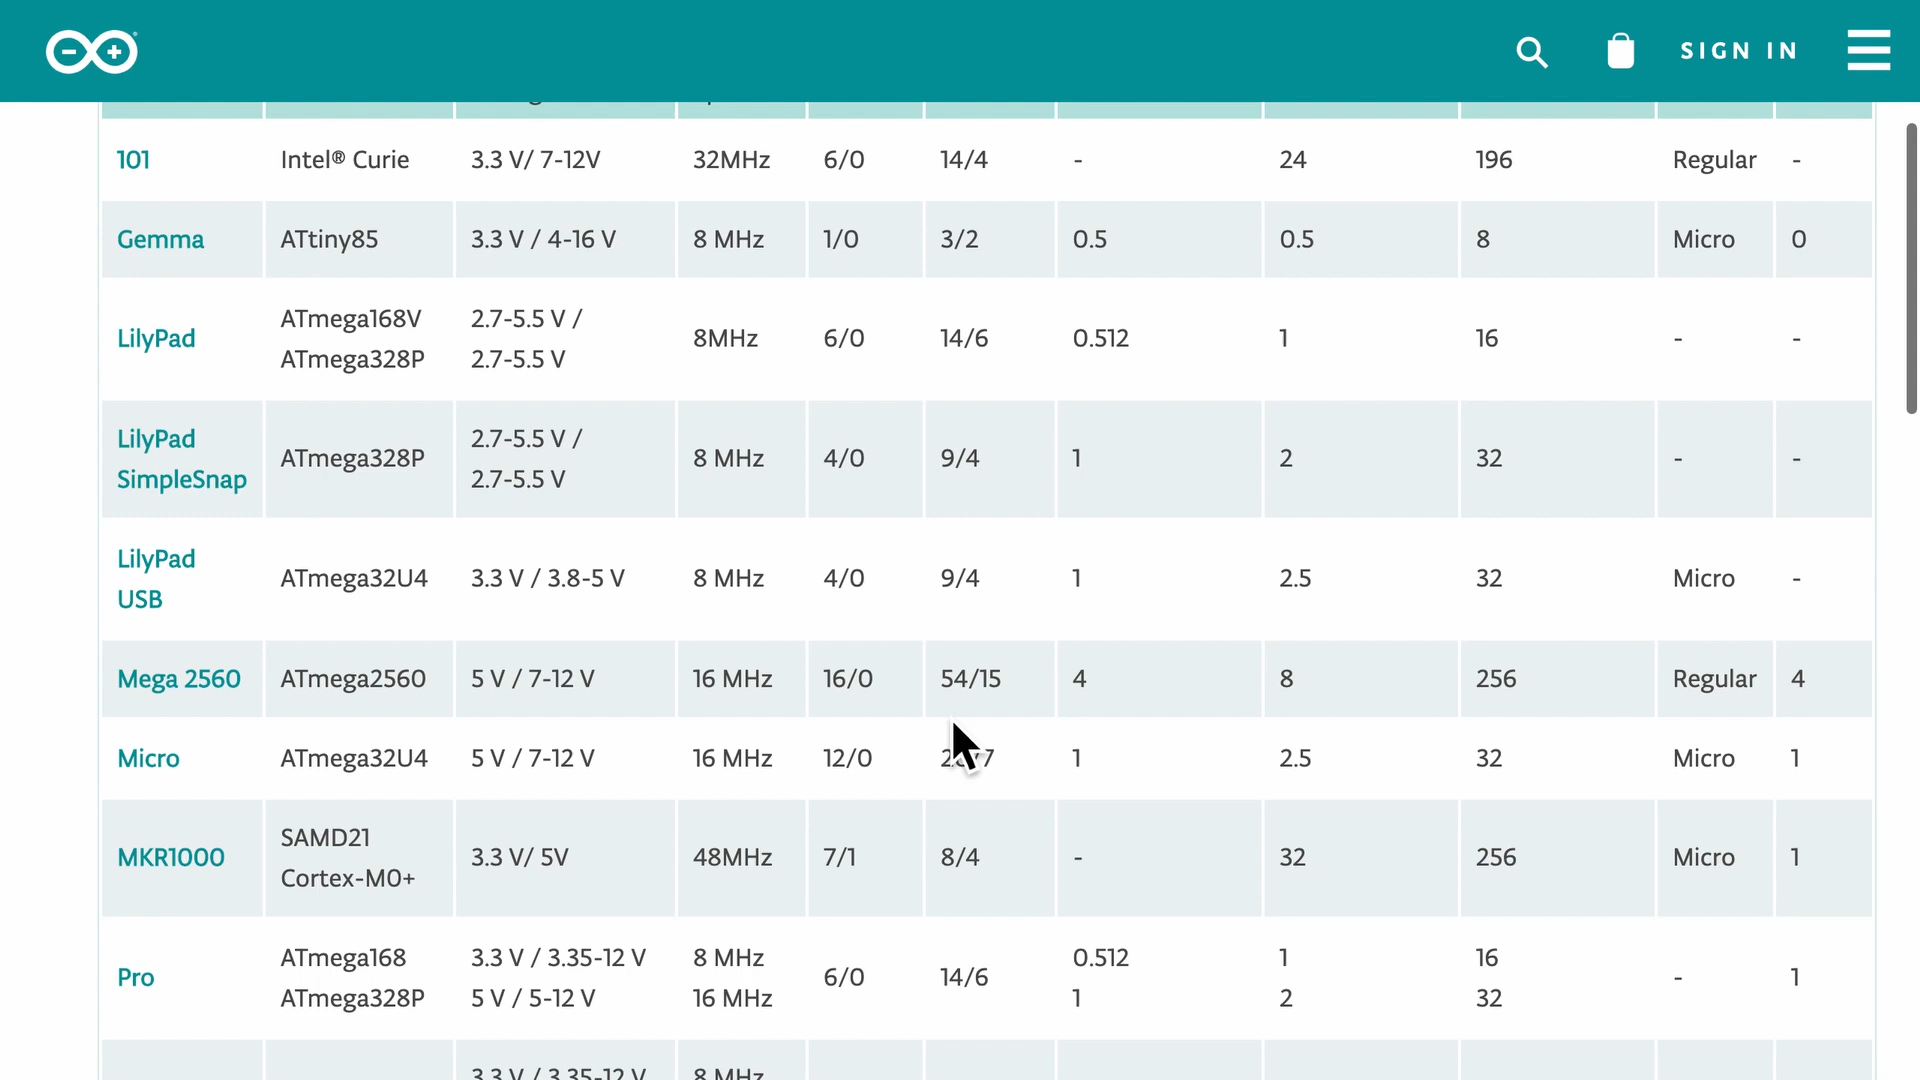 SIGN IN
101 Intel® Curie 3.3 V/ 7-12V 32MHz 6/0 14/4 - 24 196 Regular -
Gemma ATtiny85 3.3 V / 4-16 V 8 MHz 1/0 3/2 0.5 0.5 8 Micro 0
ATmega168V 2.7-5.5 V /
LilyPad 8MHz 6/0 14/6 0.512 1 16 - -
ATmega328P 2.7-5.5 V
LilyPad 2.7-5.5 V /
ATmega328P 8 MHz 4/0 9/4 1 2 32 - -
SimpleSnap 2.7-5.5 V
LilyPad
ATmega32U4 3.3 V / 3.8-5 V 8 MHz 4/0 9/4 1 2.5 32 Micro -
USB
Mega 2560 ATmega2560 5 V / 7-12 V 16 MHz 16/0 54/15 4 8 256 Regular 4
Micro ATmega32U4 5 V / 7-12 V 16 MHz 12/0 1 2.5 32 Micro 1
SAMD21
MKR1000 3.3 V/ 5V 48MHz 7/1 8/4 - 32 256 Micro 1
Cortex-M0+
ATmega168 3.3 V / 3.35-12 V 8 MHz 0.512 1 16
Pro 6/0 14/6 - 1
ATmega328P 5 V / 5-12 V 16 MHz 1 2 32
3.3 V / 3.35-12 V 8 MHz